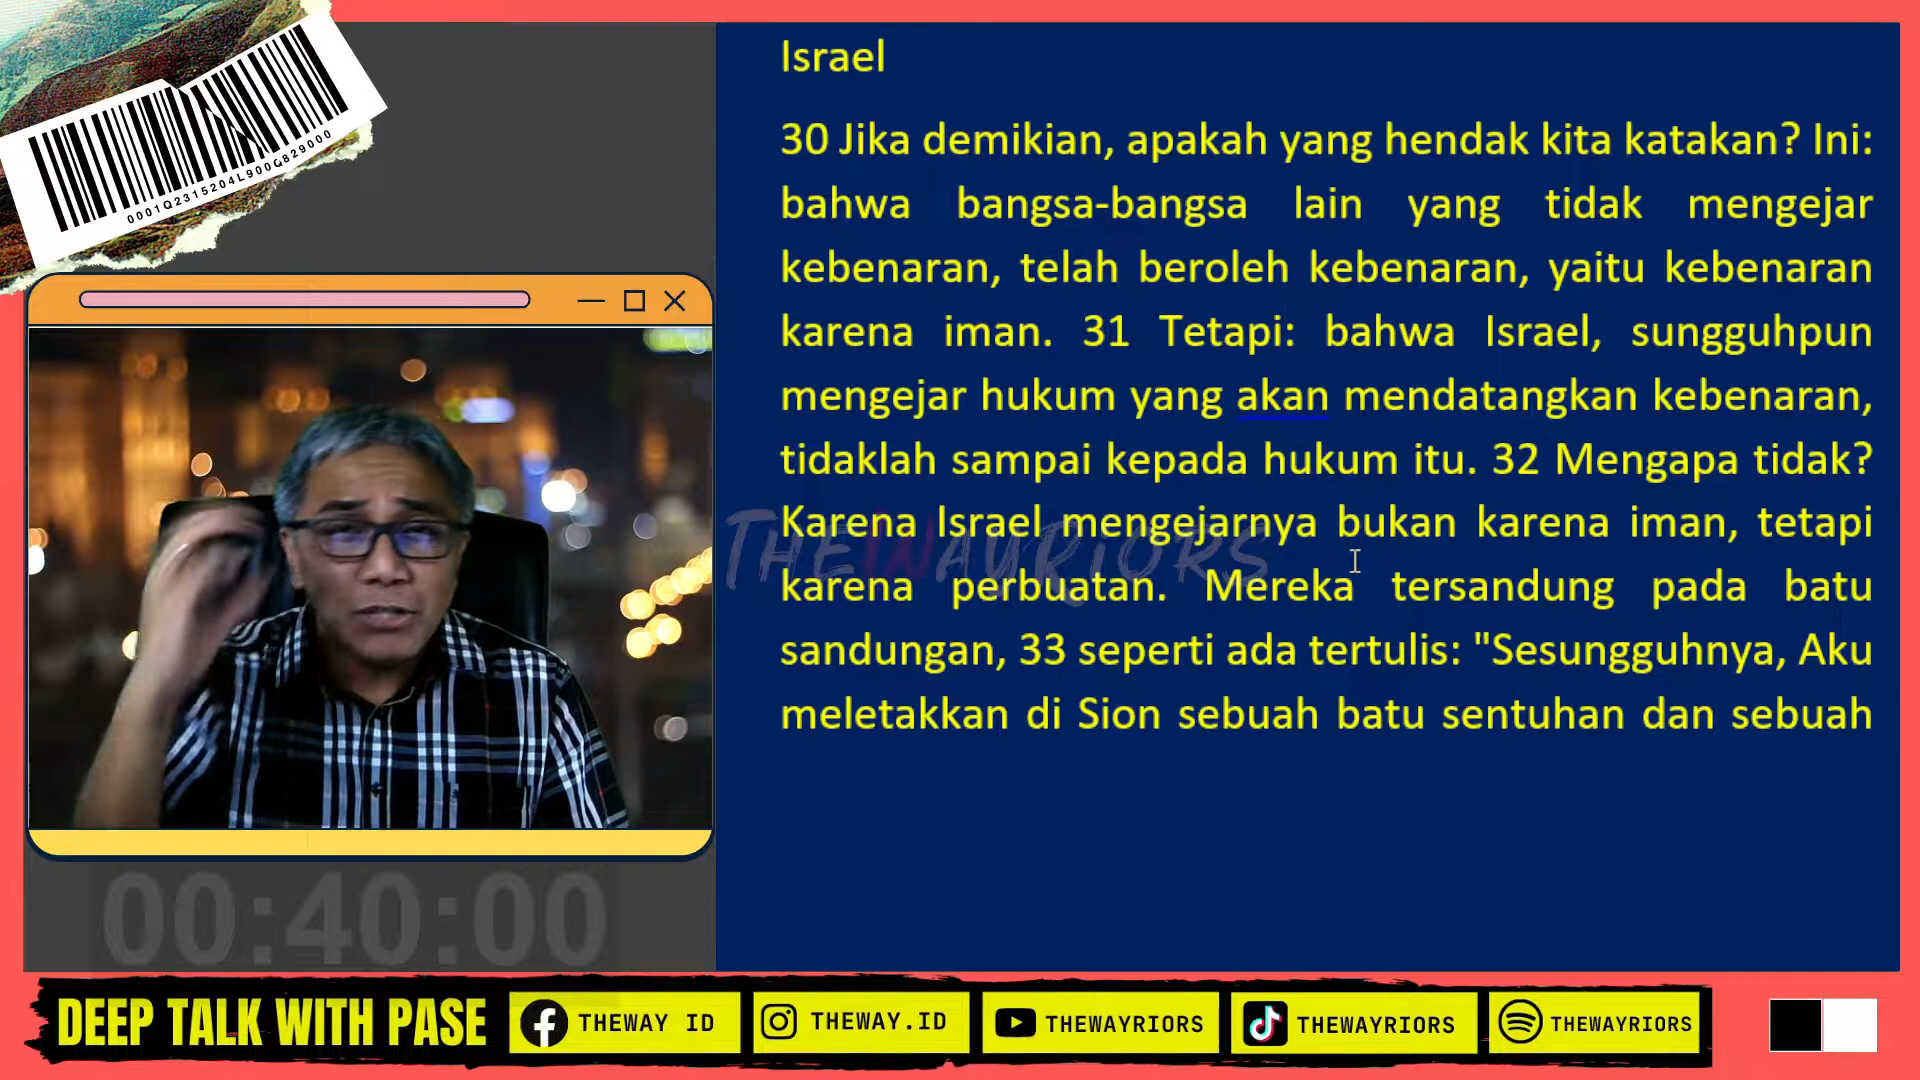 0001Q2315204L900G829000
Israel
30 Jika demikian, apakah yang hendak kita katakan? Ini:
bahwa bangsa-bangsa lain yang tidak mengejar
kebenaran, telah beroleh kebenaran, yaitu kebenaran
karena iman. 31 Tetapi: bahwa Israel, sungguhpun
mengejar hukum yang akan mendatangkan kebenaran,
tidaklah sampai kepada hukum itu. 32 Mengapa tidak?
Karena Israel mengejarnya bukan karena iman, tetapi
karena perbuatan. Mereka tersandung pada batu
sandungan, 33 seperti ada tertulis: "Sesungguhnya, Aku
meletakkan di Sion sebuah batu sentuhan dan sebuah
THEWAYRIORS
00:40:00
DEEP TALK WITH PASE
THEWAY ID
THEWAY.ID
THEWAYRIORS
THEWAYRIORS
THEWAYRIORS